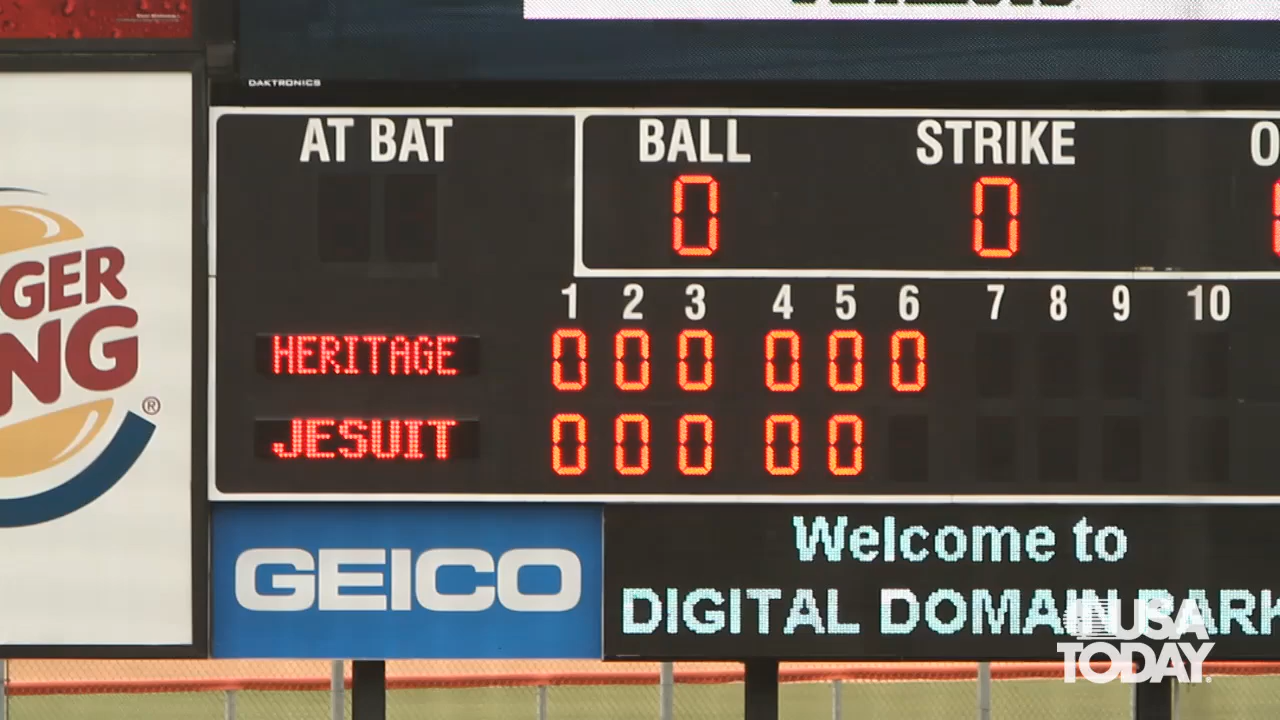 DAKTRONICS
AT BAT
BALL
STRIKE
0
0
1 2 3 4 5 6 7 8 9 10
HERITAGE 0 0 0 0 0 0
JESUIT 0 0 0 0 0
GER
NG
®
GEICO
Welcome to
DIGITAL DOMAIN PARK
USA
TODAY